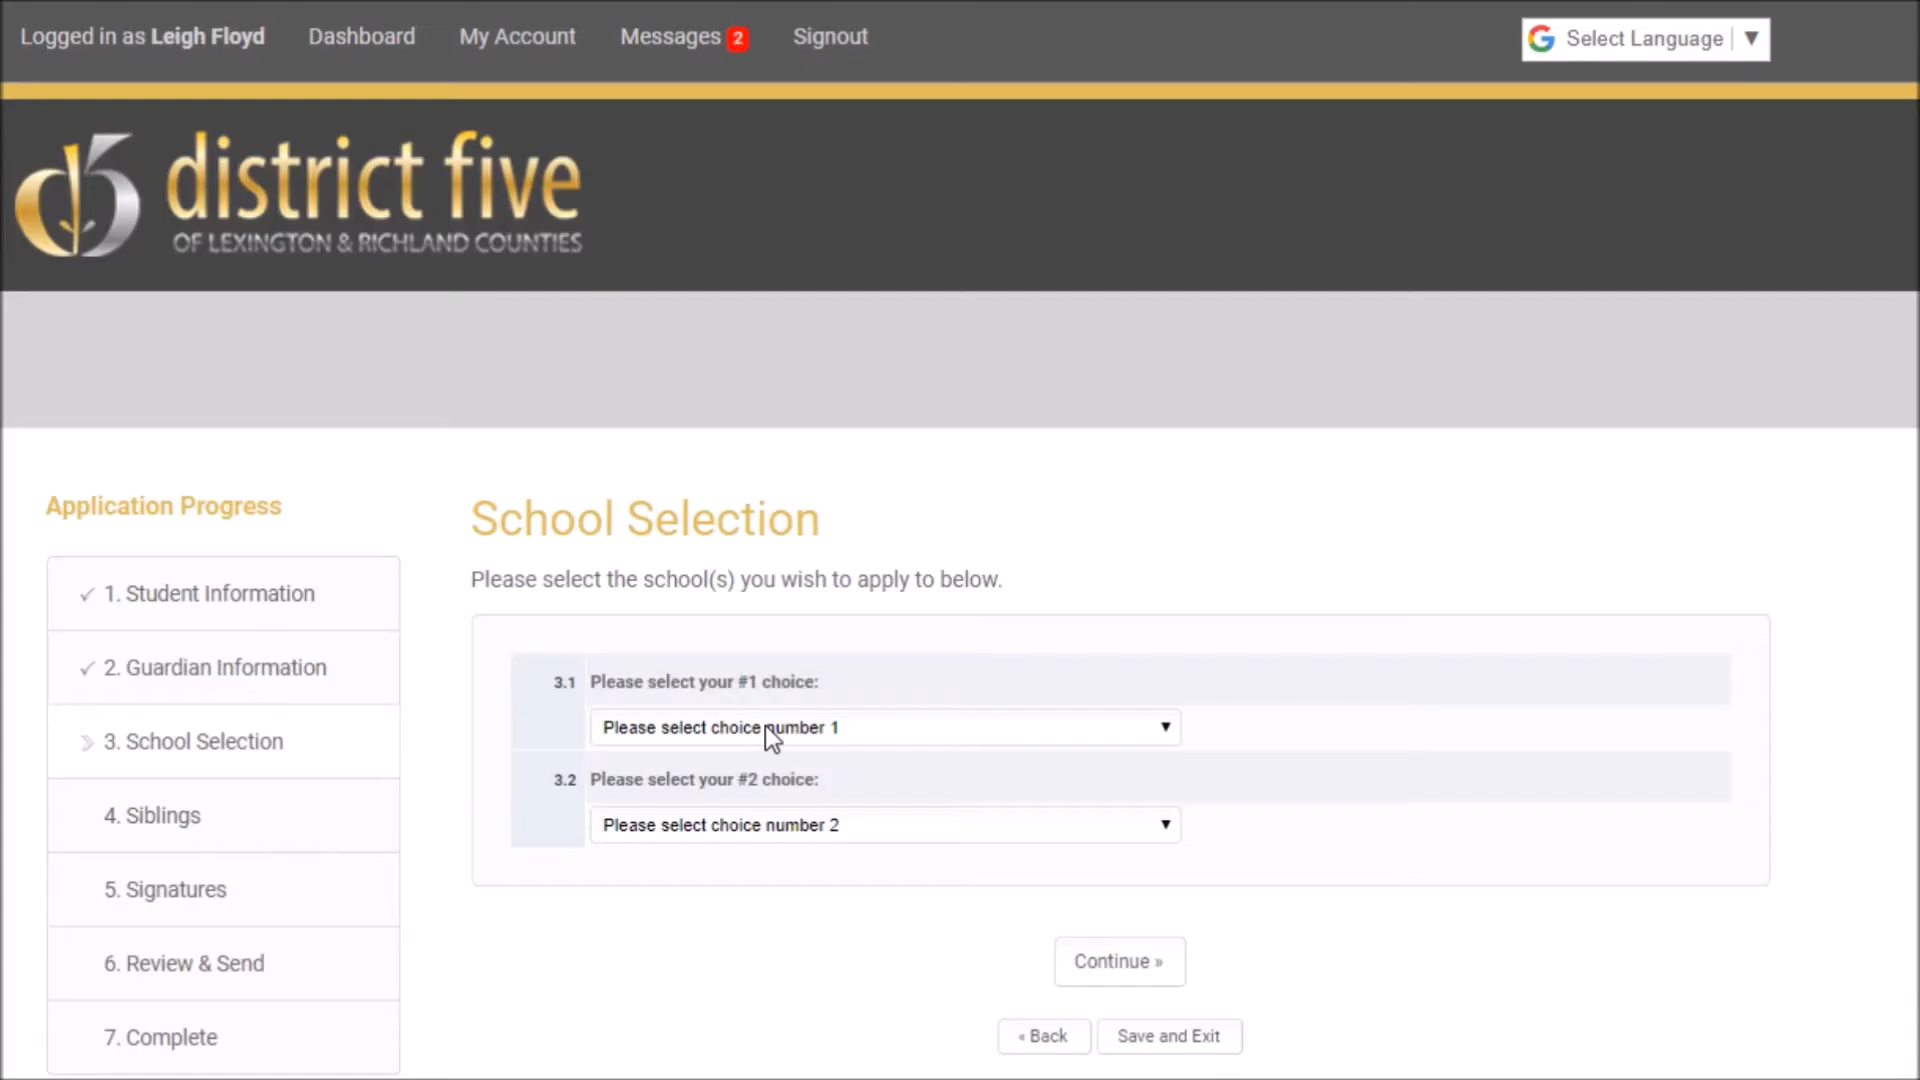 Logged in as Leigh Floyd Dashboard My Account Messages 2 Signout
Select Language ▼
district five
OF LEXINGTON & RICHLAND COUNTIES
Application Progress
✓ 1. Student Information
✓ 2. Guardian Information
3. School Selection
4. Siblings
5. Signatures
6. Review & Send
7. Complete
School Selection
Please select the school(s) you wish to apply to below.
3.1 Please select your #1 choice:
Please select choice number 1
3.2 Please select your #2 choice:
Please select choice number 2
Continue »
« Back Save and Exit